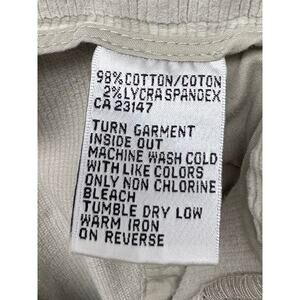 98% COTTON/COTON
2% LYCRA SPANDEX
CA 23147
TURN GARMENT
INSIDE OUT
MACHINE WASH COLD
WITH LIKE COLORS
ONLY NON CHLORINE
BLEACH
TUMBLE DRY LOW
WARM IRON
ON REVERSE